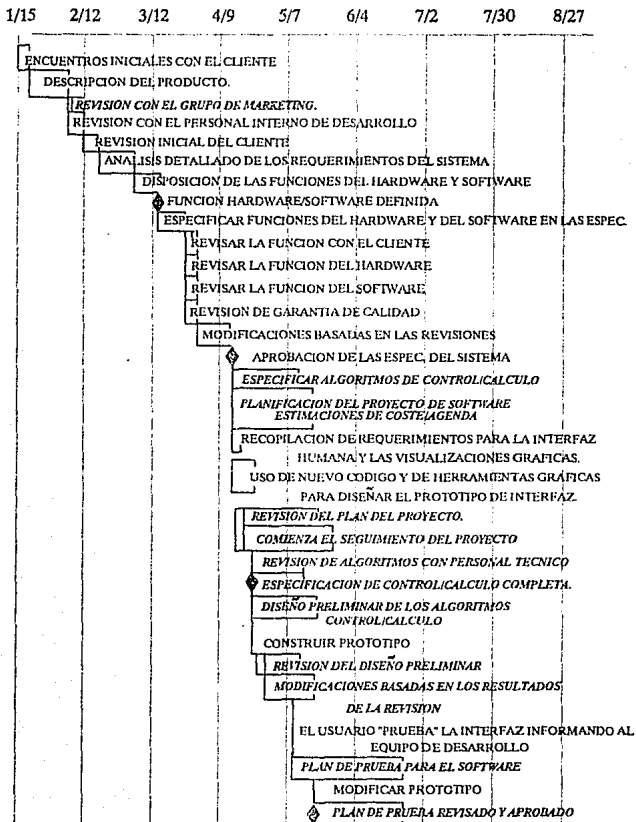 1/15 2/12 3/12 4/9 5/7 6/4 7/2 7/30 8/27
ENCUENTROS INICIALES CON EL CLIENTE
DESCRIPCION DEL PRODUCTO.
REVISION CON EL GRUPO DE MARKETING.
REVISION CON EL PERSONAL INTERNO DE DESARROLLO
REVISION INICIAL DEL CLIENTE
ANALISIS DETALLADO DE LOS REQUERIMIENTOS DEL SISTEMA
DISPOSICION DE LAS FUNCIONES DEL HARDWARE Y SOFTWARE
FUNCION HARDWARE/SOFTWARE DEFINIDA
ESPECIFICAR FUNCIONES DEL HARDWARE Y DEL SOFTWARE EN LAS ESPEC.
REVISAR LA FUNCION CON EL CLIENTE
REVISAR LA FUNCION DEL HARDWARE
REVISAR LA FUNCION DEL SOFTWARE
REVISION DE GARANTIA DE CALIDAD
MODIFICACIONES BASADAS EN LAS REVISIONES
APROBACION DE LAS ESPEC, DEL SISTEMA
ESPECIFICAR ALGORITMOS DE CONTROL/CALCULO
PLANIFICACION DEL PROYECTO DE SOFTWARE
ESTIMACIONES DE COSTE/AGENDA
RECOPILACION DE REQUERIMIENTOS PARA LA INTERFAZ
HUMANA Y LAS VISUALIZACIONES GRAFICAS.
USO DE NUEVO CODIGO Y DE HERRAMIENTAS GRAFICAS
PARA DISEÑAR EL PROTOTIPO DE INTERFAZ.
REVISION DEL PLAN DEL PROYECTO.
COMIENZA EL SEGUIMIENTO DEL PROYECTO
REVISION DE ALGORITMOS CON PERSONAL TECNICO
ESPECIFICACION DE CONTROL/CALCULO COMPLETA.
DISEÑO PRELIMINAR DE LOS ALGORITMOS
CONTROL/CALCULO
CONSTRUIR PROTOTIPO
REVISION DEL DISEÑO PRELIMINAR
MODIFICACIONES BASADAS EN LOS RESULTADOS
DE LA REVISION
EL USUARIO "PRUEBA" LA INTERFAZ INFORMANDO AL
EQUIPO DE DESARROLLO
PLAN DE PRUEBA PARA EL SOFTWARE
MODIFICAR PROTOTIPO
PLAN DE PRUEBA REVISADO Y APROBADO